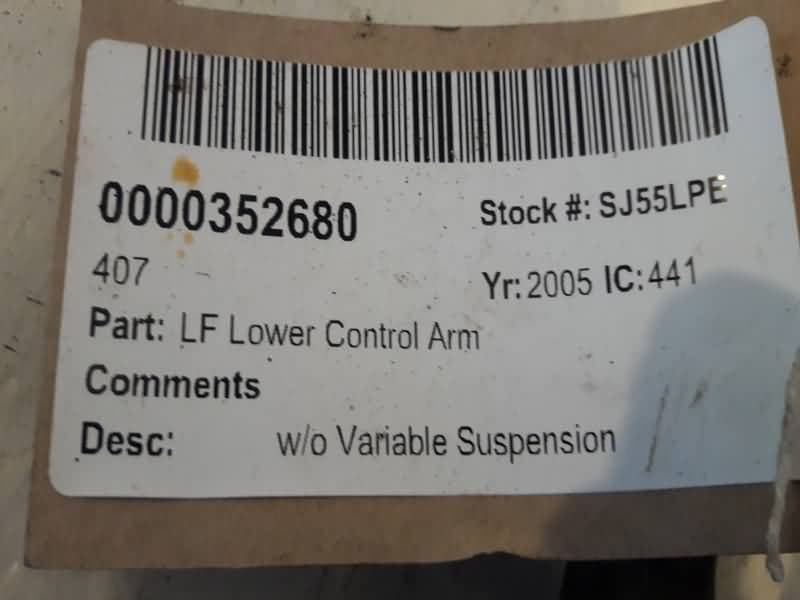 0000352680 Stock #: SJ55LPE
407 Yr: 2005 IC: 441
Part: LF Lower Control Arm
Comments
Desc: w/o Variable Suspension